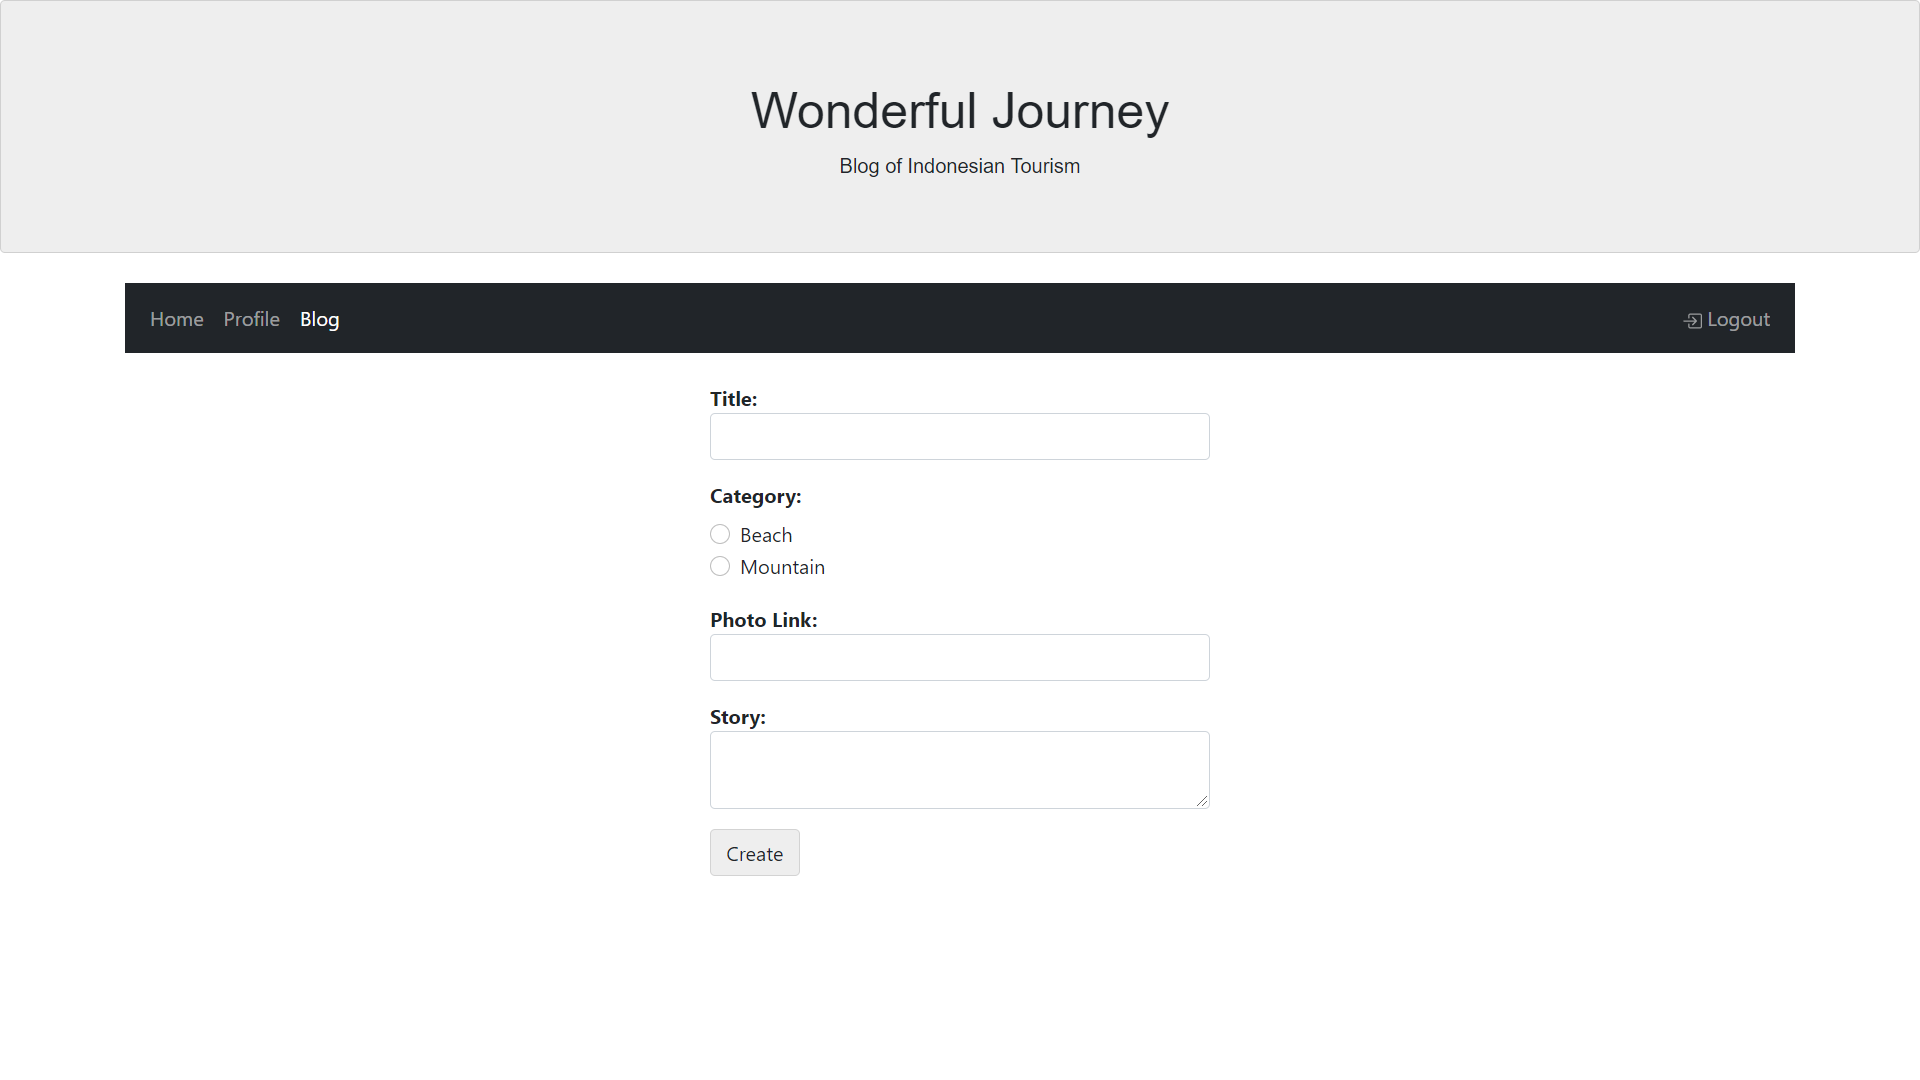 Wonderful Journey
Blog of Indonesian Tourism
Home Profile Blog Logout
Title:
Category:
Beach
Mountain
Photo Link:
Story:
Create